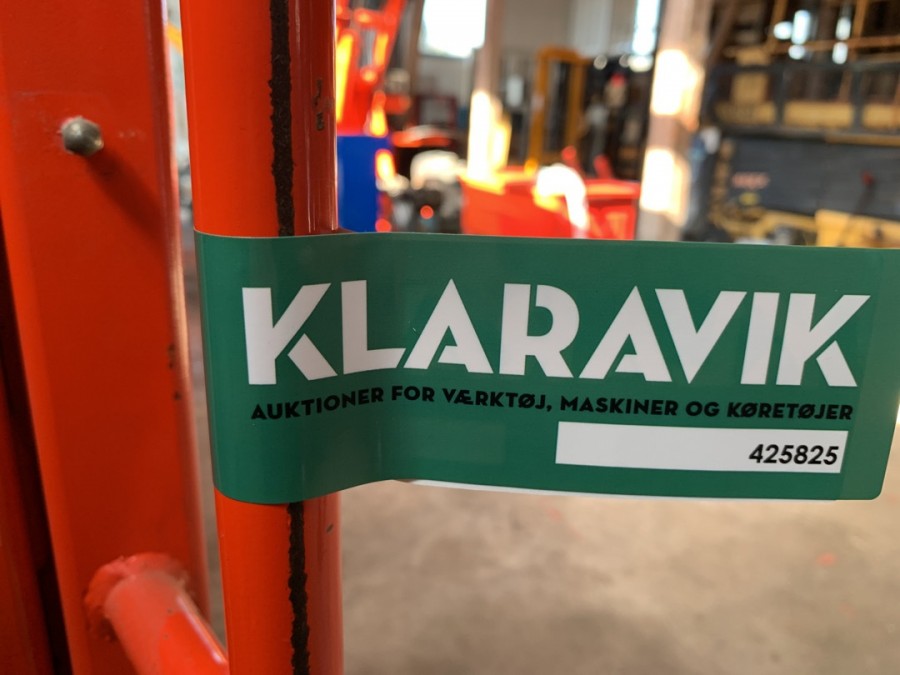 KLARAVIK
AUKTIONER FOR VÆRKTØJ, MASKINER OG KØRETØJER
425825